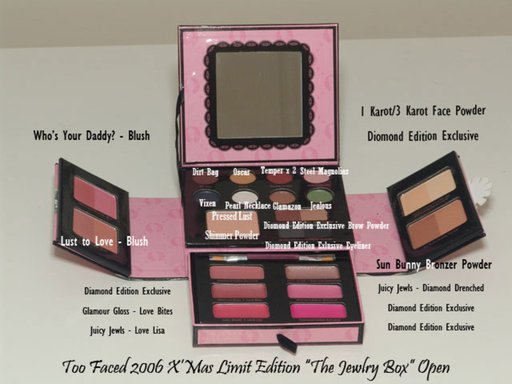 1 Karot/3 Karot Face Powder
Who's Your Daddy? - Blush
Diomond Edition Exclusive
Dirt Bag Oscar Temper x 2 Steel Magnolias
Vixen Pearl Necklace Glamazon Jealous
Pressed Lust
Diomond Edition Exclusive Brow Powder
Shimmer Powder
Diomond Edition Exlusive Eyeliner
Lust to Love - Blush
Sun Bunny Bronzer Powder
Diamond Edition Exclusive
Juicy Jewls - Diamond Drenched
Glamour Gloss - Love Bites
Diamond Edition Exclusive
Juicy Jewls - Love Lisa
Diamond Edition Exclusive
Too Faced 2006 X'Mas Limit Edition "The Jewlry Box" Open